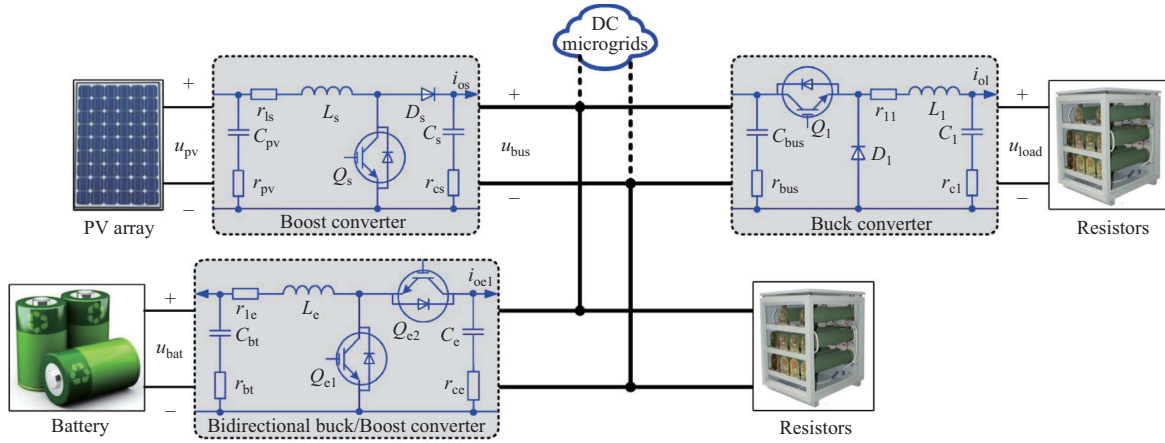 DC
microgrids
+
u_pv
−
PV array
r_ls
L_s
D_s
i_os
C_pv
Q_s
C_s
r_pv
r_cs
Boost converter
+
u_bus
−
C_bus
Q_1
r_11
L_1
i_ol
D_1
C_1
r_bus
r_c1
Buck converter
+
u_load
−
Resistors
+
u_bat
−
Battery
r_1e
L_e
i_oe1
C_bt
Q_e2
C_e
Q_e1
r_bt
r_ce
Bidirectional buck/Boost converter
Resistors